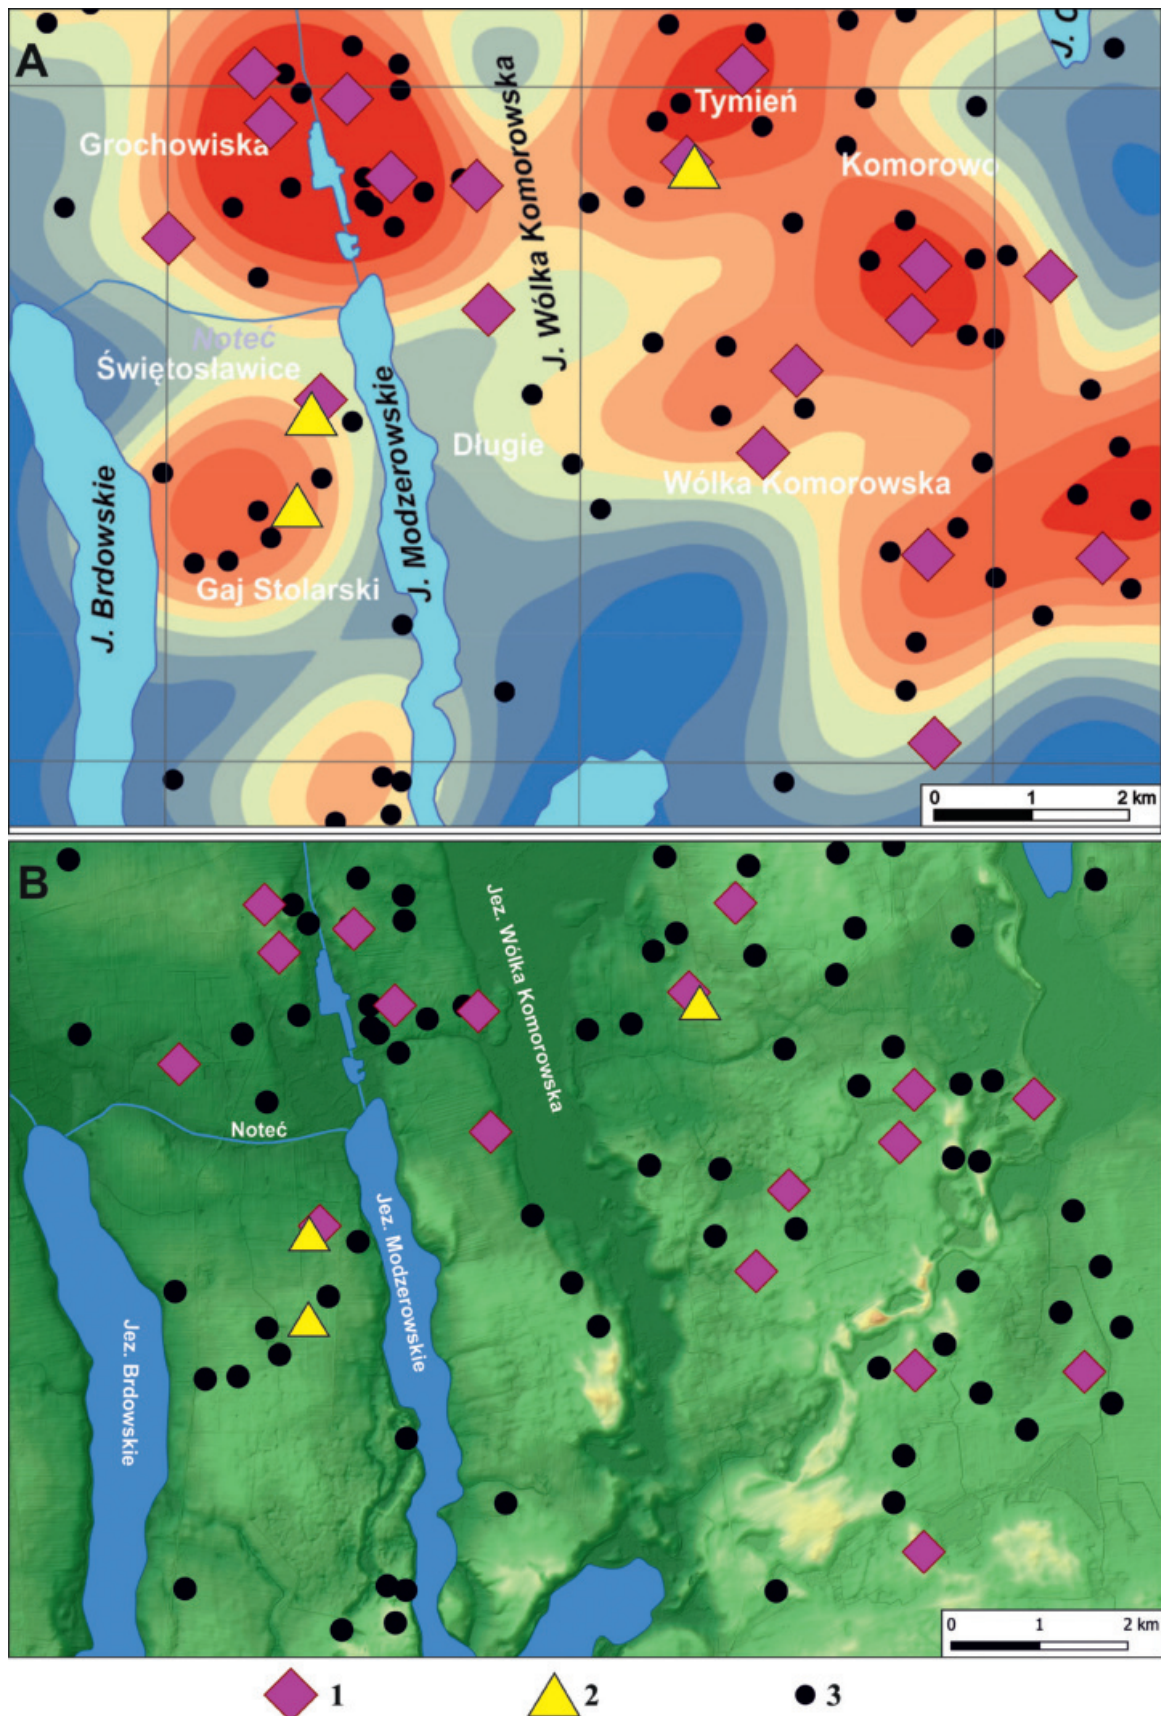 A
J. Wólka Komorowska
J. G
Tymień
Grochowiska
Komorowo
Noteć
Świętosławice
Długie
J. Modzerowskie
Wólka Komorowska
J. Brdowskie
Gaj Stolarski
0 1 2 km
B
Jez. Wólka Komorowska
Noteć
Jez. Modzerowskie
Jez. Brdowskie
0 1 2 km
1 2 3